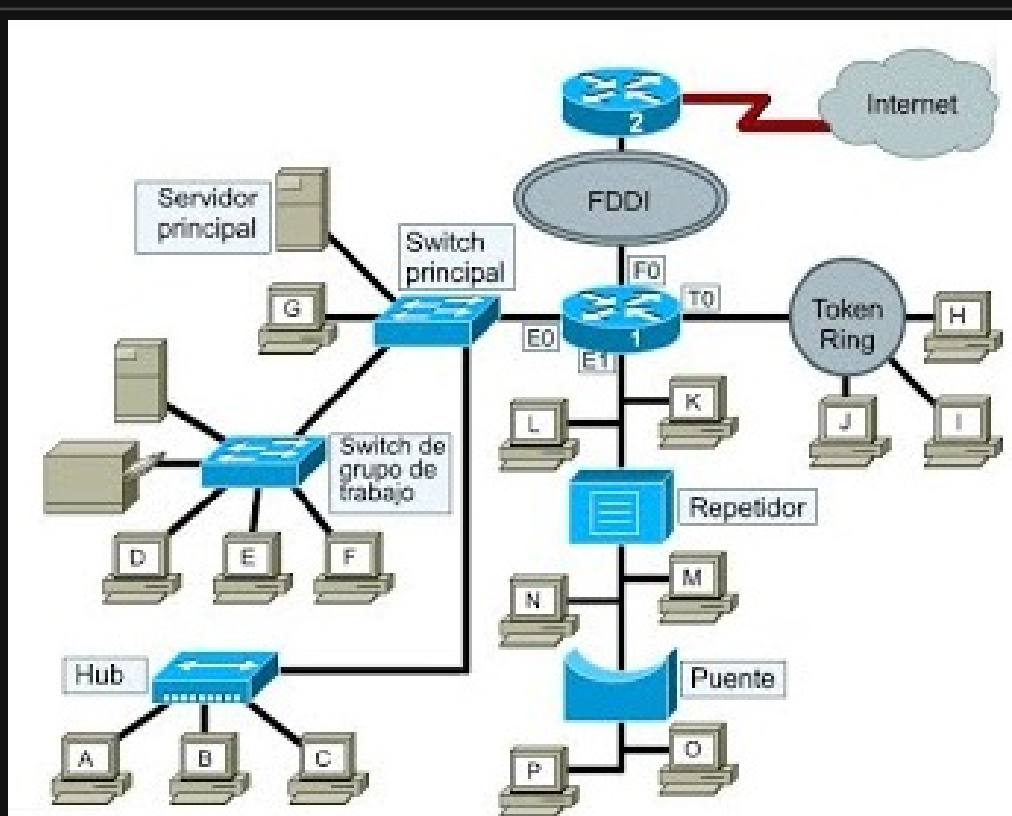 2
Internet
FDDI
Servidor
principal
Switch
principal
F0
T0
G
E0
1
E1
Token
Ring
H
L
K
J
I
Switch de
grupo de
trabajo
Repetidor
D
E
F
N
M
Hub
Puente
A
B
C
P
O